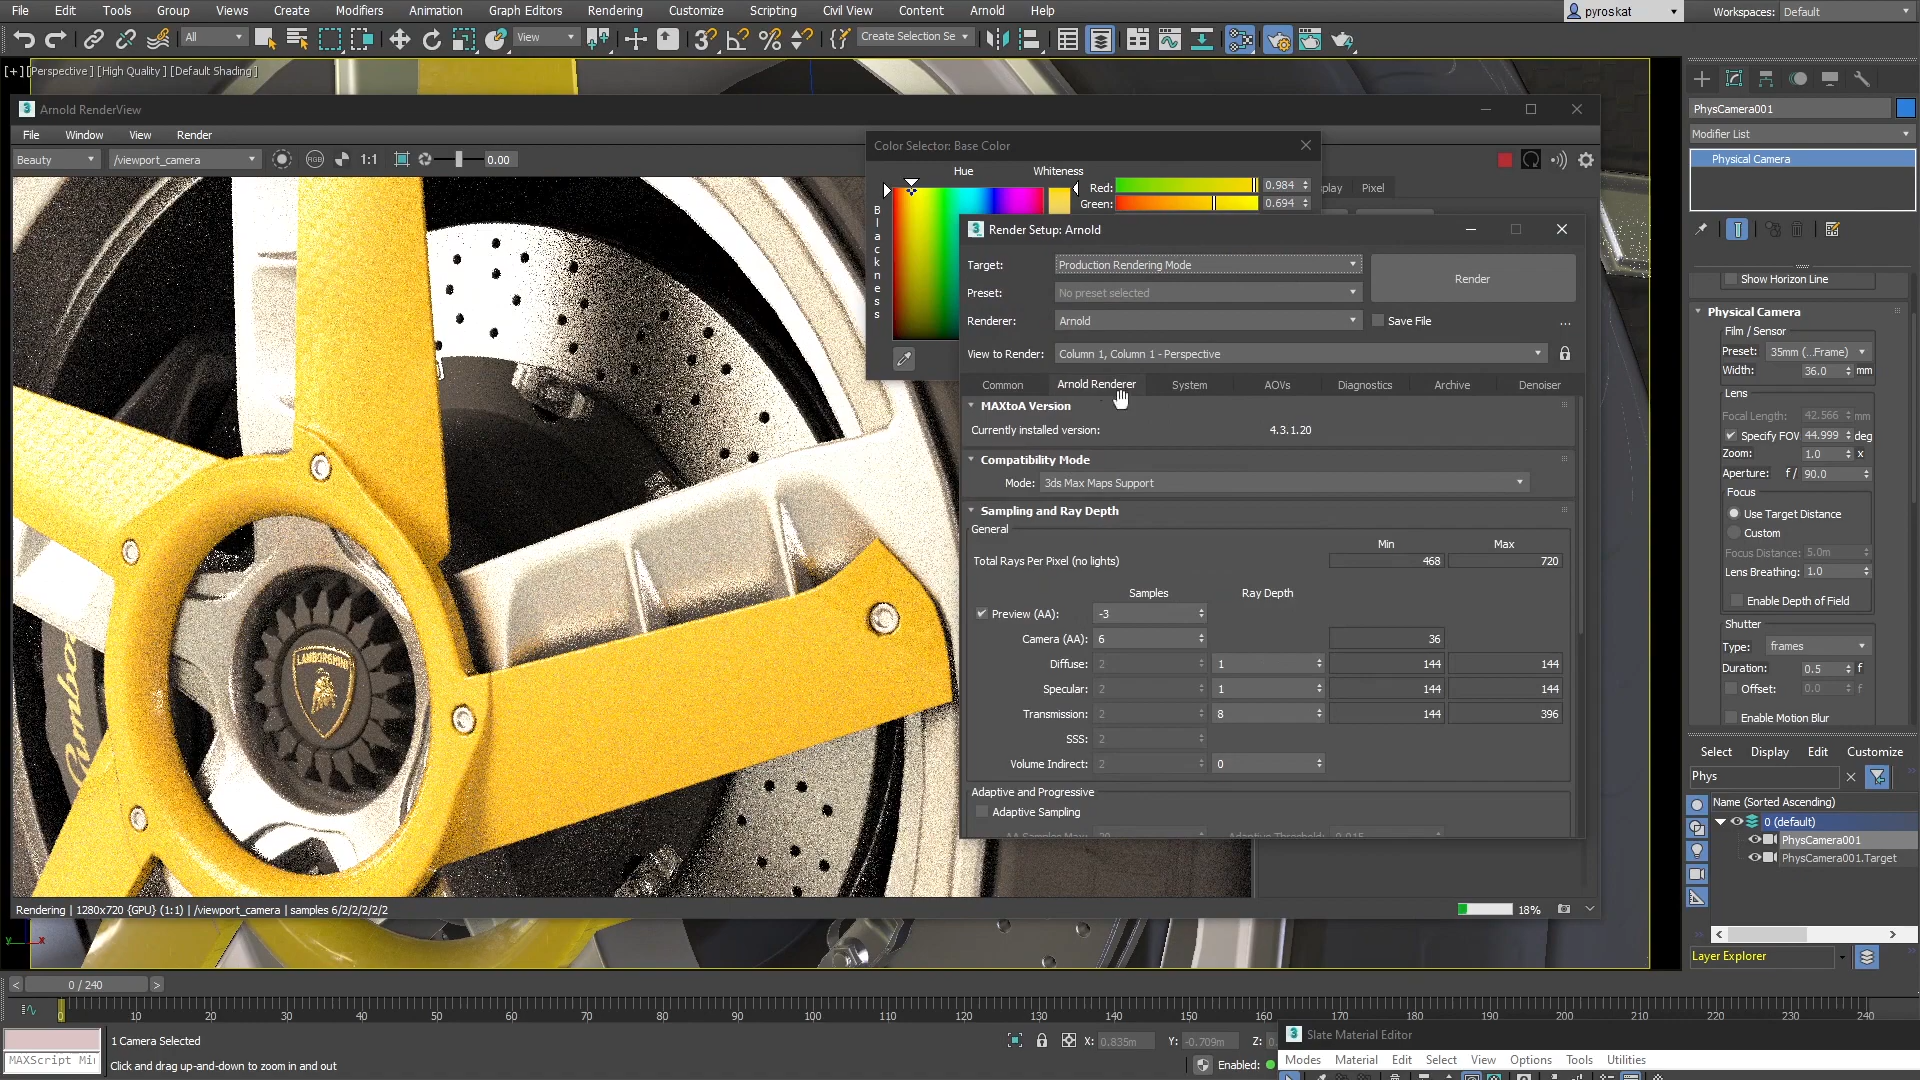 File Edit Tools Group Views Create Modifiers Animation Graph Editors Rendering Customize Scripting Civil View Content Arnold Help
pyroskat Workspaces: Default
All View Create Selection Se
[+] [Perspective] [High Quality] [Default Shading]
Arnold RenderView
File Window View Render
Beauty /viewport_camera RGB 1:1 0.00
Color Selector: Base Color
Hue Whiteness
Blackness
Red: 0.984
Green: 0.694
play Pixel
Render Setup: Arnold
Target: Production Rendering Mode
Render
Preset: No preset selected
Renderer: Arnold Save File ...
View to Render: Column 1, Column 1 - Perspective
Common Arnold Renderer System AOVs Diagnostics Archive Denoiser
MAXtoA Version
Currently installed version: 4.3.1.20
Compatibility Mode
Mode: 3ds Max Maps Support
Sampling and Ray Depth
General
Min Max
Total Rays Per Pixel (no lights) 468 720
Samples Ray Depth
Preview (AA): -3
Camera (AA): 6 36
Diffuse: 2 1 144 144
Specular: 2 1 144 144
Transmission: 2 8 144 396
SSS: 2
Volume Indirect: 2 0
Adaptive and Progressive
Adaptive Sampling
LAMBORGHINI
Rendering | 1280x720 {GPU} (1:1) | /viewport_camera | samples 6/2/2/2/2/2
18%
PhysCamera001
Modifier List
Physical Camera
Show Horizon Line
Physical Camera
Film / Sensor
Preset: 35mm (...Frame)
Width: 36.0 mm
Lens
Focal Length: 42.566 mm
Specify FOV 44.999 deg
Zoom: 1.0 x
Aperture: f / 90.0
Focus
Use Target Distance
Custom
Focus Distance: 5.0m
Lens Breathing: 1.0
Enable Depth of Field
Shutter
Type: frames
Duration: 0.5 f
Offset: 0.0 f
Enable Motion Blur
Select Display Edit Customize
Phys
Name (Sorted Ascending)
0 (default)
PhysCamera001
PhysCamera001.Target
Layer Explorer
< 0 / 240 >
0 10 20 30 40 50 60 70 80 90 100 110 120 130 140 150 160 170 180 190 200 210 220 230 240
MAXScript Mi
1 Camera Selected
Click and drag up-and-down to zoom in and out
X: 0.835m Y: -0.709m Z:
Enabled:
Slate Material Editor
Modes Material Edit Select View Options Tools Utilities
y x